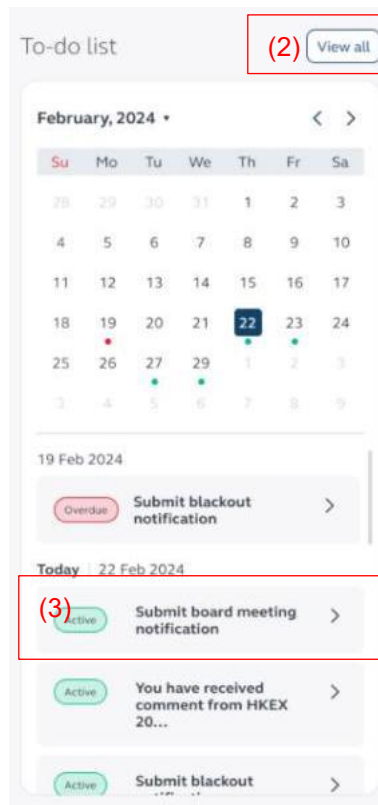 To-do list
(2)
View all
February, 2024
Su Mo Tu We Th Fr Sa
28 29 30 31 1 2 3
4 5 6 7 8 9 10
11 12 13 14 15 16 17
18 19 20 21 22 23 24
25 26 27 29 1 2 3
3 4 5 6 7 8 9
19 Feb 2024
Overdue
Submit blackout
notification
Today | 22 Feb 2024
(3)
Active
Submit board meeting
notification
Active
You have received
comment from HKEX
20...
Active
Submit blackout